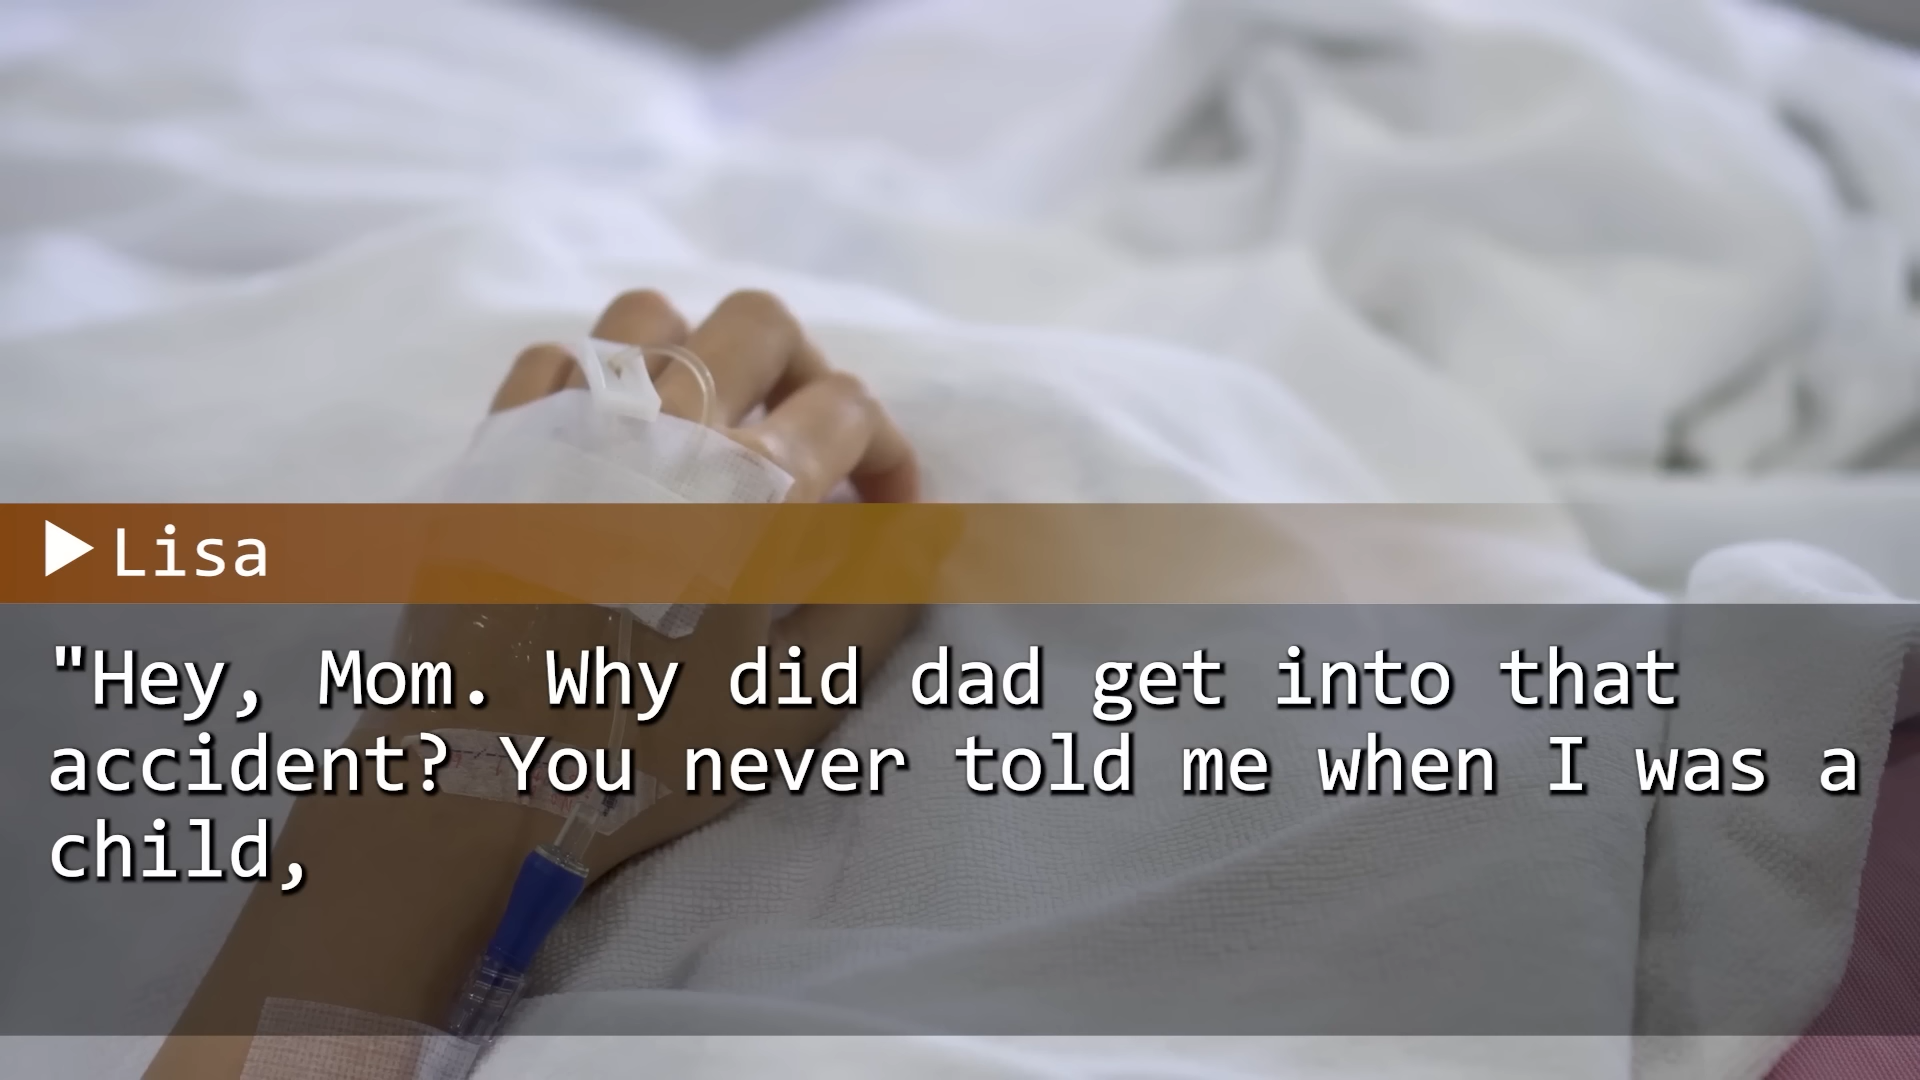 Lisa
"Hey, Mom. Why did dad get into that
accident? You never told me when I was a
child,